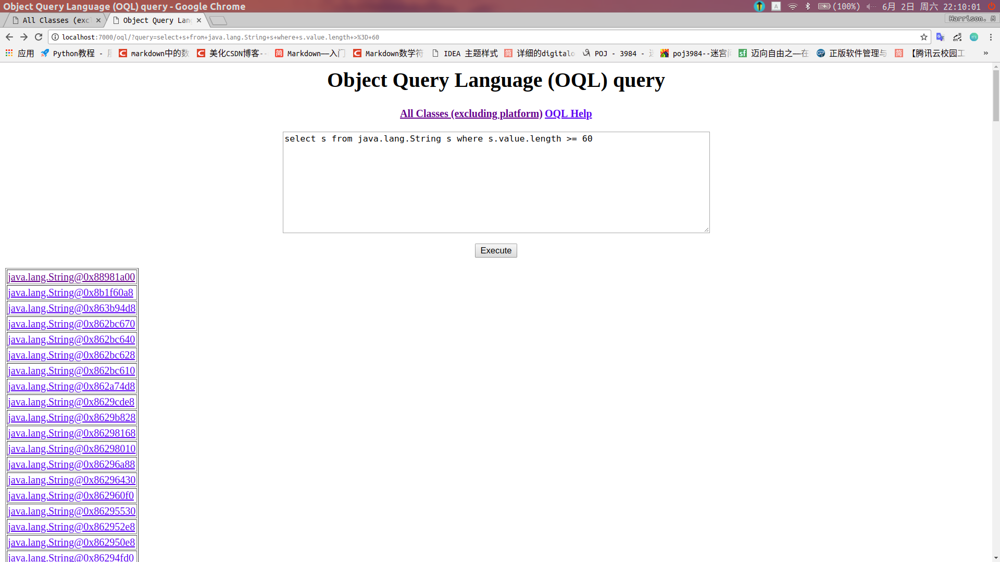 Object Query Language (OQL) query - Google Chrome
(100%) 6月 2日 周六 22:10:01
All Classes (exc
Object Query Lan
Harrison. M
localhost:7000/oql/?query=select+s+from+java.lang.String+s+where+s.value.length+>%3D+60
应用 Python教程 - markdown中的数 美化CSDN博客-- Markdown——入门 Markdown数学符 IDEA 主题样式 详细的digitalo POJ - 3984 - 迷 poj3984--迷宫问 迈向自由之——在 正版软件管理与 【腾讯云校园工 »
Object Query Language (OQL) query
All Classes (excluding platform) OQL Help
select s from java.lang.String s where s.value.length >= 60
Execute
java.lang.String@0x88981a00
java.lang.String@0x8b1f60a8
java.lang.String@0x863b94d8
java.lang.String@0x862bc670
java.lang.String@0x862bc640
java.lang.String@0x862bc628
java.lang.String@0x862bc610
java.lang.String@0x862a74d8
java.lang.String@0x8629cde8
java.lang.String@0x8629b828
java.lang.String@0x86298168
java.lang.String@0x86298010
java.lang.String@0x86296a88
java.lang.String@0x86296430
java.lang.String@0x862960f0
java.lang.String@0x86295530
java.lang.String@0x862952e8
java.lang.String@0x862950e8
java.lang.String@0x86294fd0